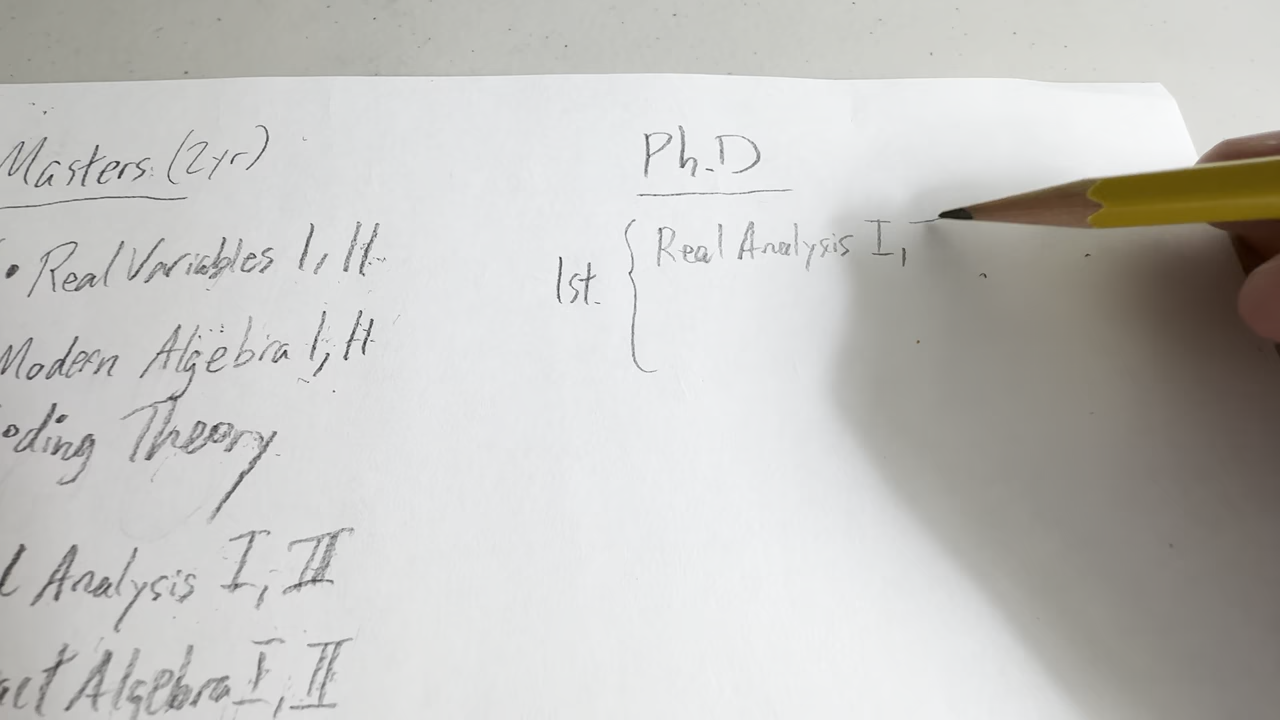 Masters: (2yr)
• Real Variables I, II
Modern Algebra I, II
oding Theory
l Analysis I, II
act Algebra I, II
Ph.D
1st. { Real Analysis I,